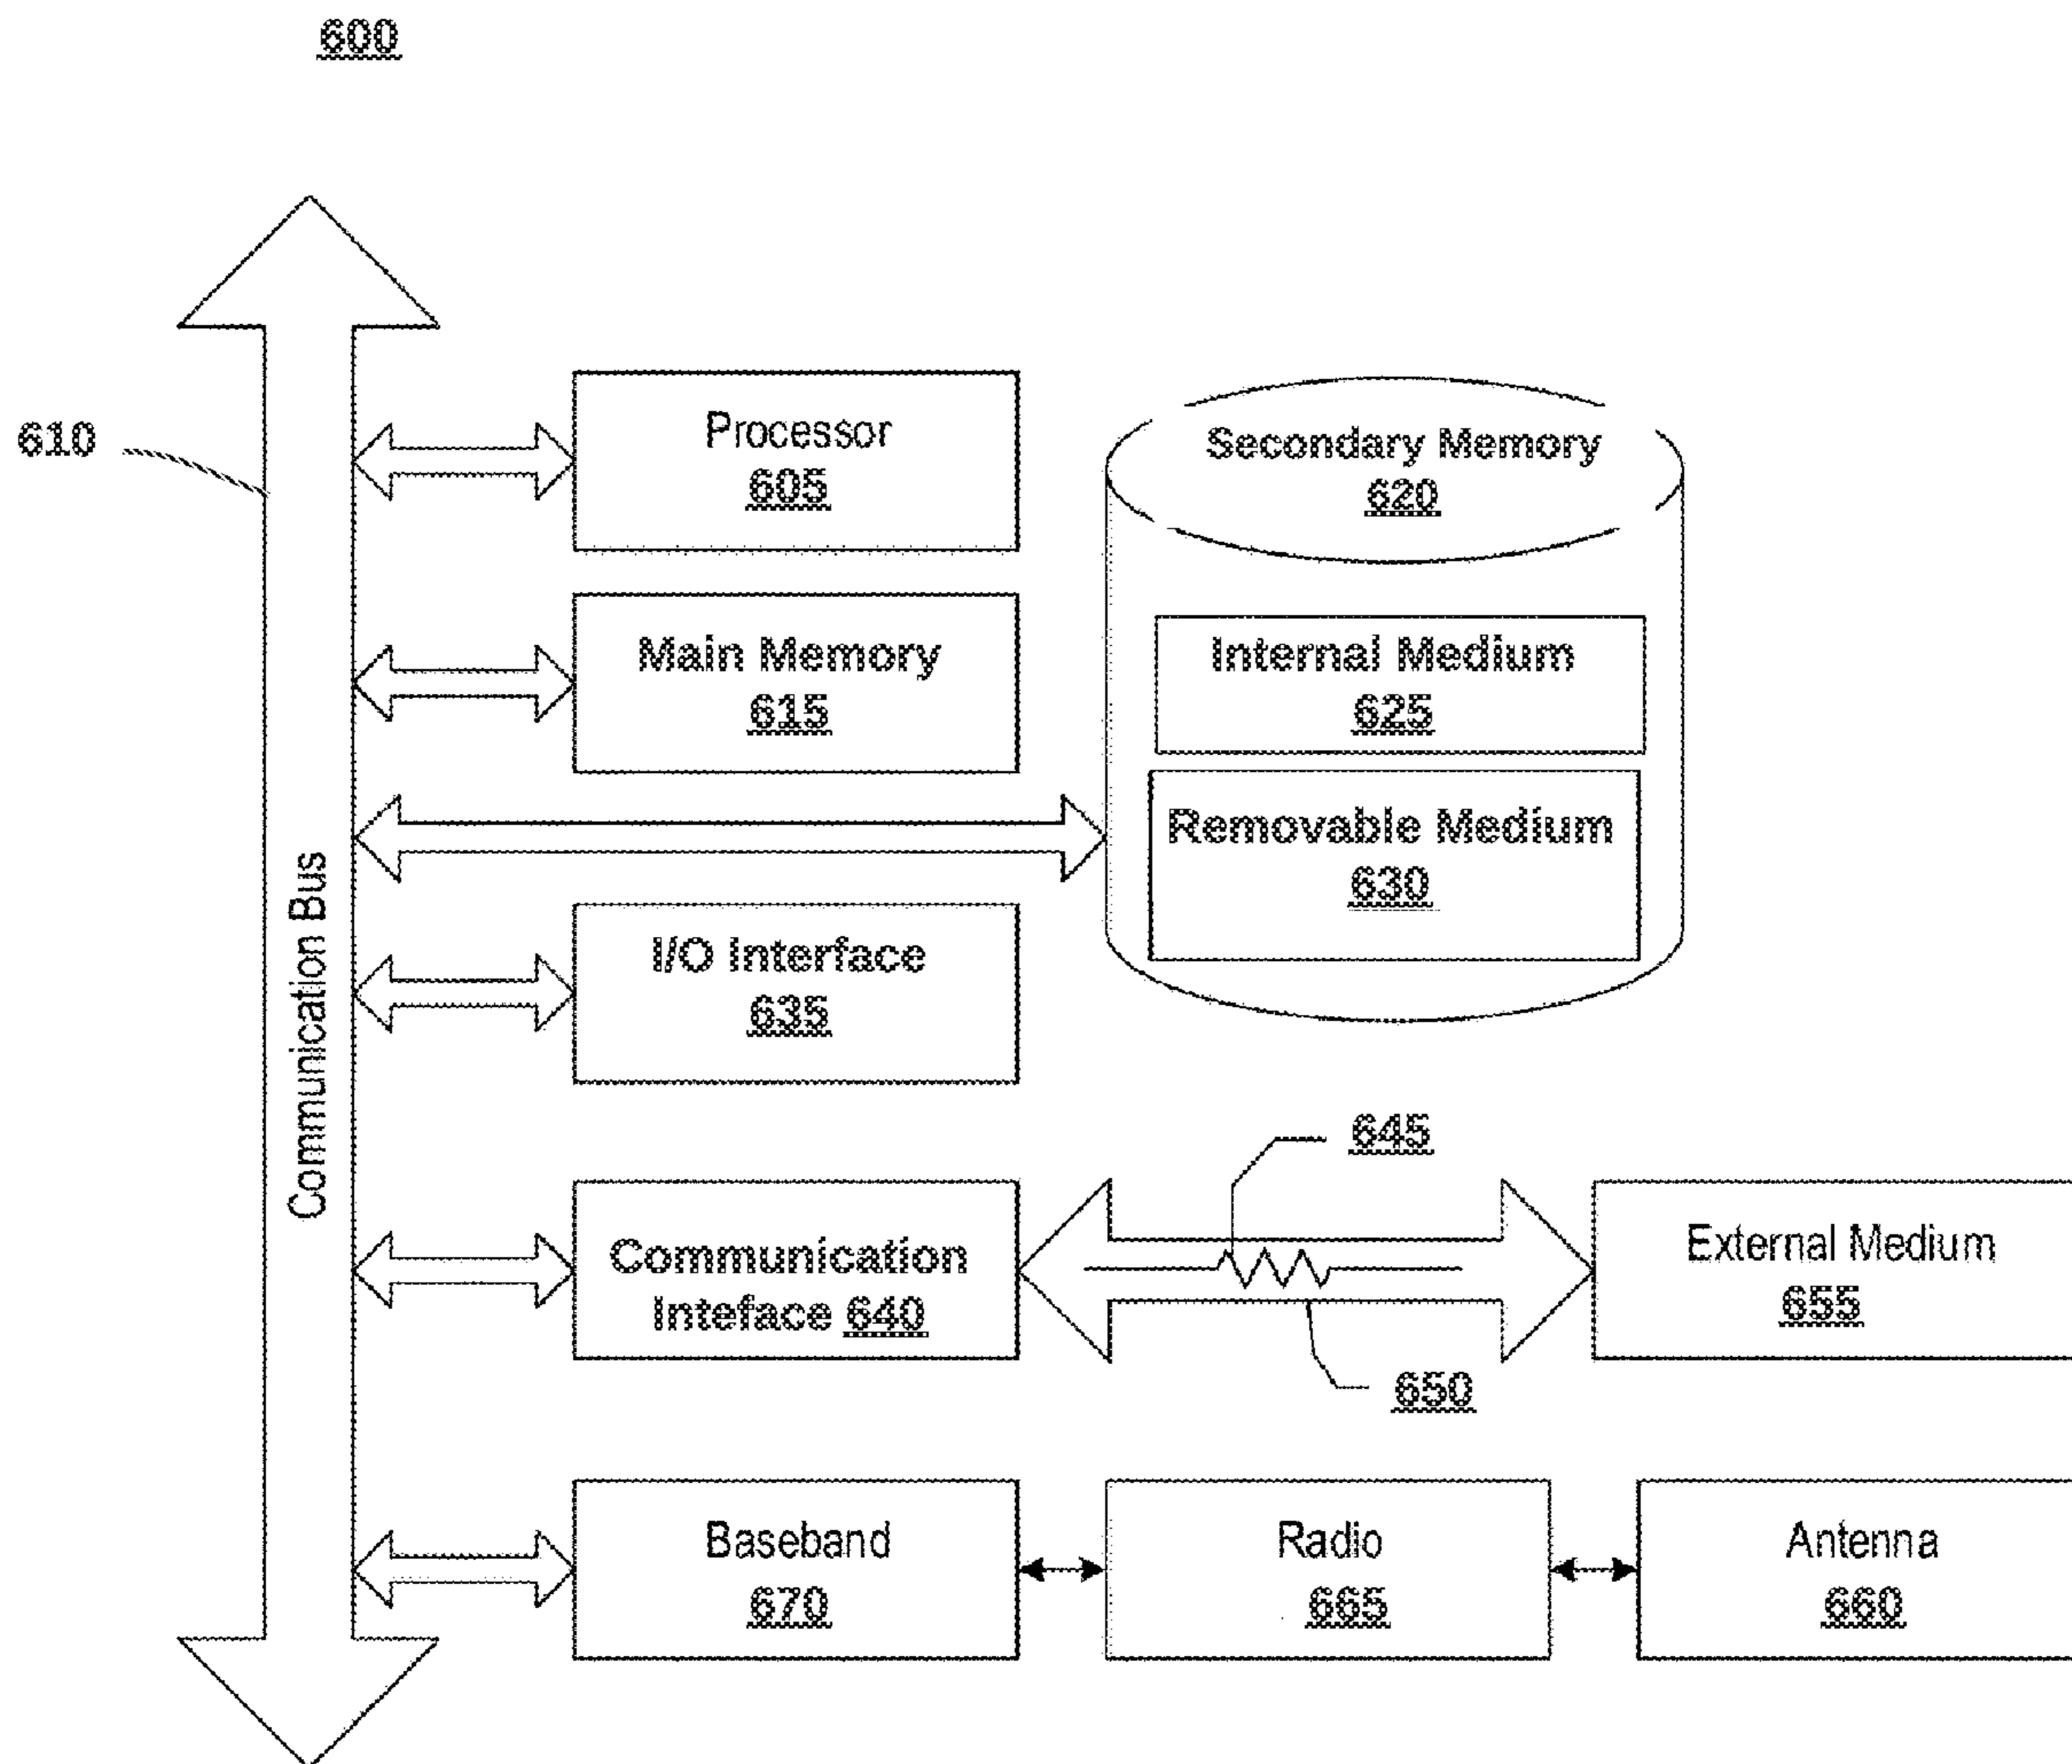 600
610
Communication Bus
Processor
605
Secondary Memory
620
Main Memory
615
Internal Medium
625
Removable Medium
630
I/O Interface
635
645
Communication
Inteface 640
External Medium
655
650
Baseband
670
Radio
665
Antenna
660